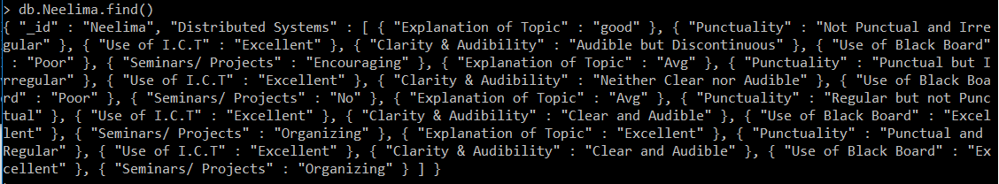 > db.Neelima.find()
{ "_id" : "Neelima", "Distributed Systems" : [ { "Explanation of Topic" : "good" }, { "Punctuality" : "Not Punctual and Irre
gular" }, { "Use of I.C.T" : "Excellent" }, { "Clarity & Audibility" : "Audible but Discontinuous" }, { "Use of Black Board"
 : "Poor" }, { "Seminars/ Projects" : "Encouraging" }, { "Explanation of Topic" : "Avg" }, { "Punctuality" : "Punctual but I
rregular" }, { "Use of I.C.T" : "Excellent" }, { "Clarity & Audibility" : "Neither Clear nor Audible" }, { "Use of Black Boa
rd" : "Poor" }, { "Seminars/ Projects" : "No" }, { "Explanation of Topic" : "Avg" }, { "Punctuality" : "Regular but not Punc
tual" }, { "Use of I.C.T" : "Excellent" }, { "Clarity & Audibility" : "Clear and Audible" }, { "Use of Black Board" : "Excel
lent" }, { "Seminars/ Projects" : "Organizing" }, { "Explanation of Topic" : "Excellent" }, { "Punctuality" : "Punctual and 
Regular" }, { "Use of I.C.T" : "Excellent" }, { "Clarity & Audibility" : "Clear and Audible" }, { "Use of Black Board" : "Ex
cellent" }, { "Seminars/ Projects" : "Organizing" } ] }